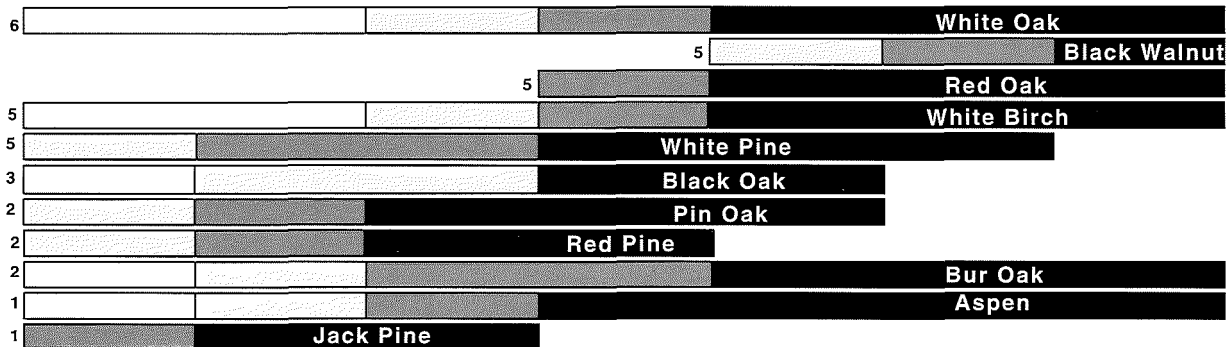 6 White Oak
5 Black Walnut
5 Red Oak
5 White Birch
5 White Pine
3 Black Oak
2 Pin Oak
2 Red Pine
2 Bur Oak
1 Aspen
1 Jack Pine